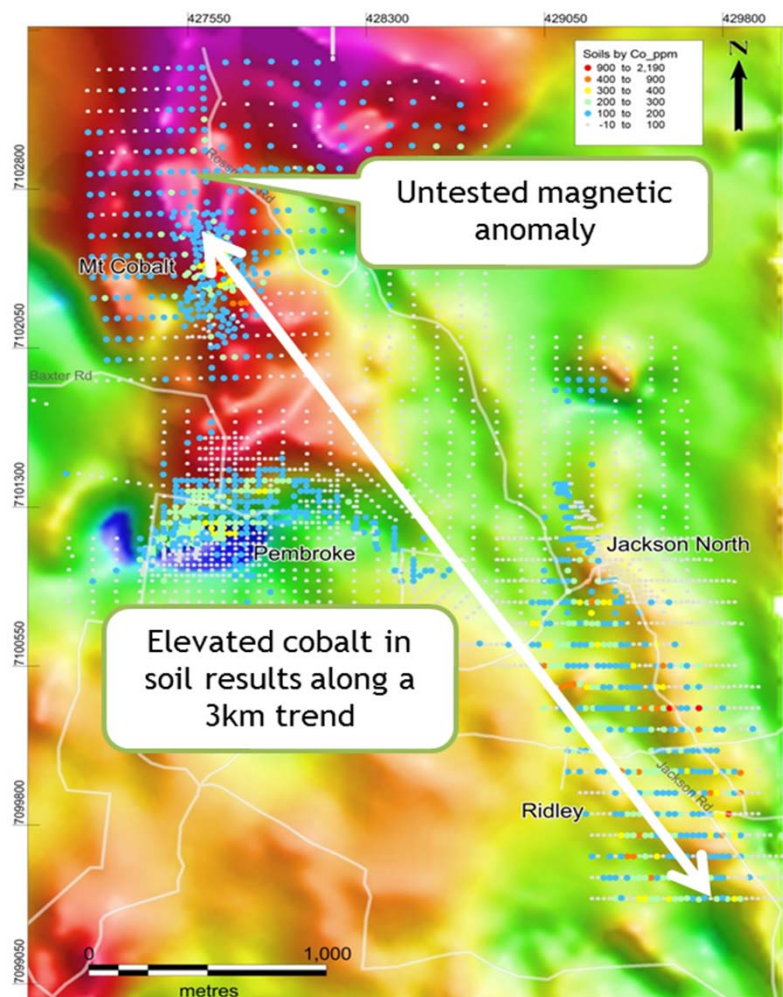 427550
428300
429050
429800
Soils by Co_ppm
900 to 2,190
400 to 900
300 to 400
200 to 300
100 to 200
-10 to 100
N
7102800
Untested magnetic
anomaly
Rd
Mt Cobalt
7102050
Baxter Rd
7101300
Jackson North
Pembroke
7100550
Elevated cobalt in
soil results along a
3km trend
Jackson Rd
7099800
Ridley
7099050
0
1,000
metres